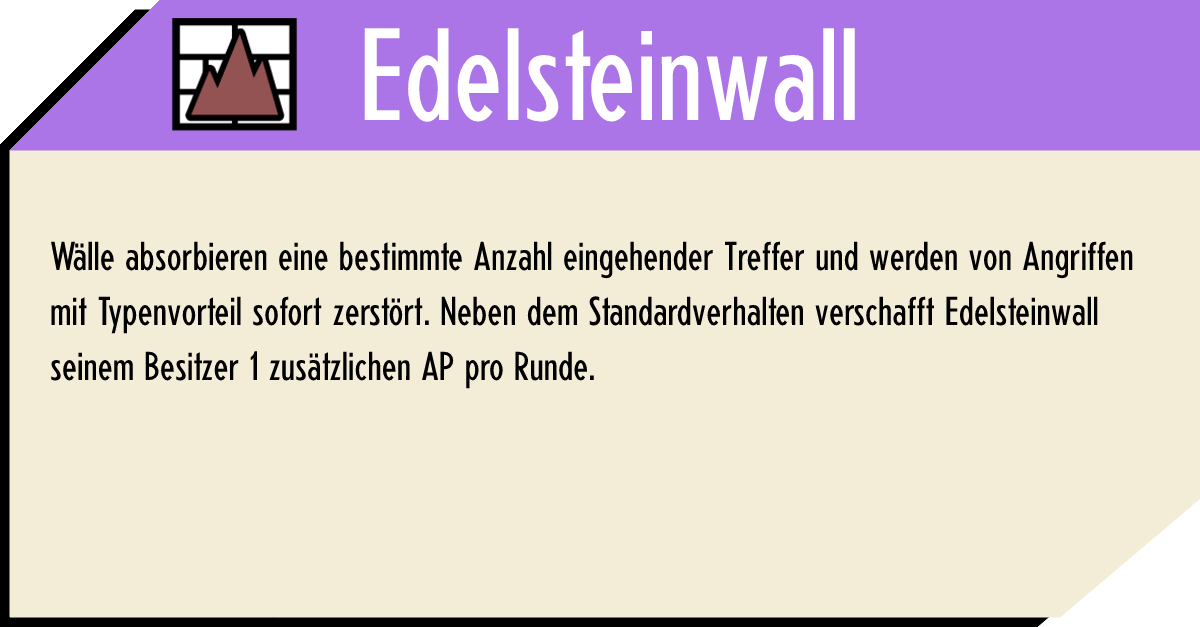 Edelsteinwall
Wälle absorbieren eine bestimmte Anzahl eingehender Treffer und werden von Angriffen
mit Typenvorteil sofort zerstört. Neben dem Standardverhalten verschafft Edelsteinwall
seinem Besitzer 1 zusätzlichen AP pro Runde.